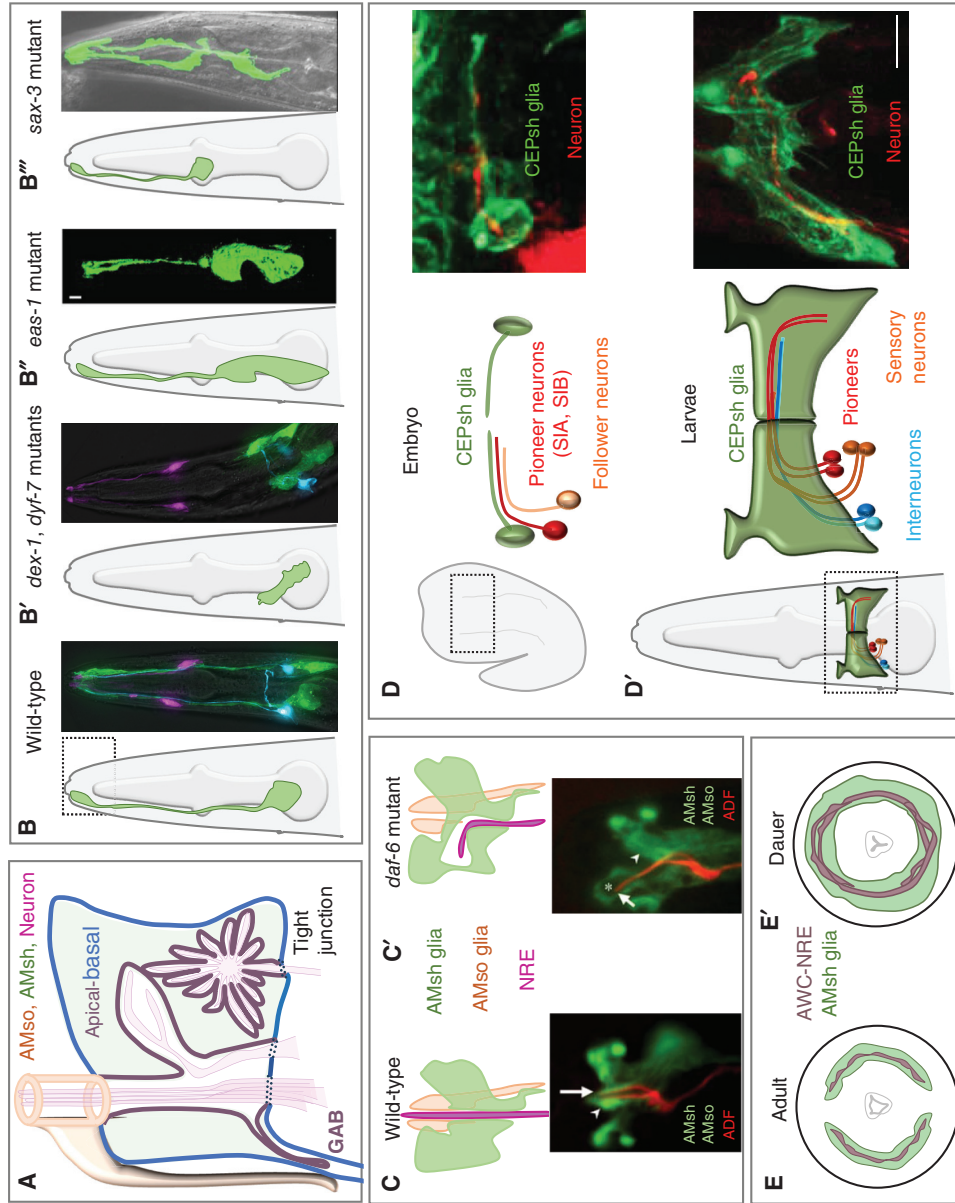 A
AMso, AMsh, Neuron
Apical-basal
Tight
junction
GAB
B
Wild-type
B′
dex-1, dyf-7 mutants
B″
eas-1 mutant
B‴
sax-3 mutant
C
Wild-type
AMsh
AMso
ADF
AMsh glia
AMso glia
NRE
C′
daf-6 mutant
*
AMsh
AMso
ADF
D
Embryo
CEPsh glia
Pioneer neurons
(SIA, SIB)
Follower neurons
CEPsh glia
Neuron
D′
Larvae
CEPsh glia
Interneurons
Pioneers
Sensory
neurons
CEPsh glia
Neuron
E
Adult
AWC-NRE
AMsh glia
E′
Dauer